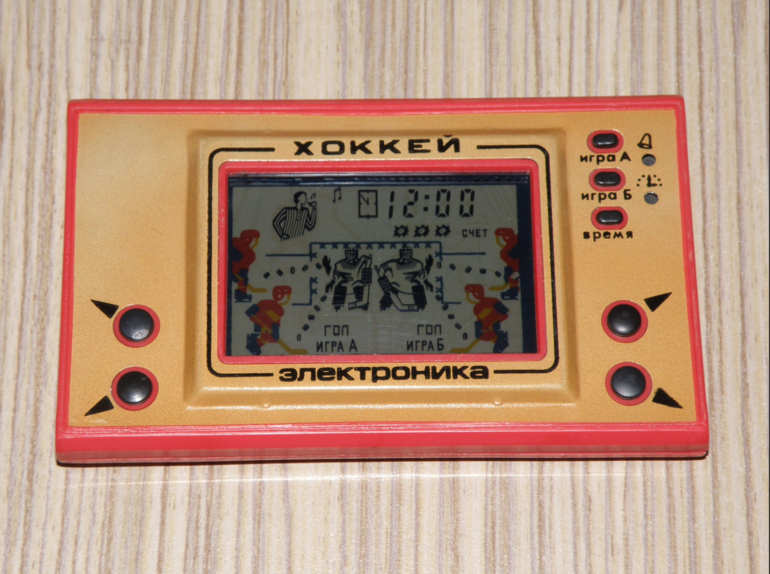 ХОККЕЙ
игра А
игра Б
время
12:00
СЧЕТ
ГОЛ ГОЛ
ИГРА А ИГРА Б
электроника